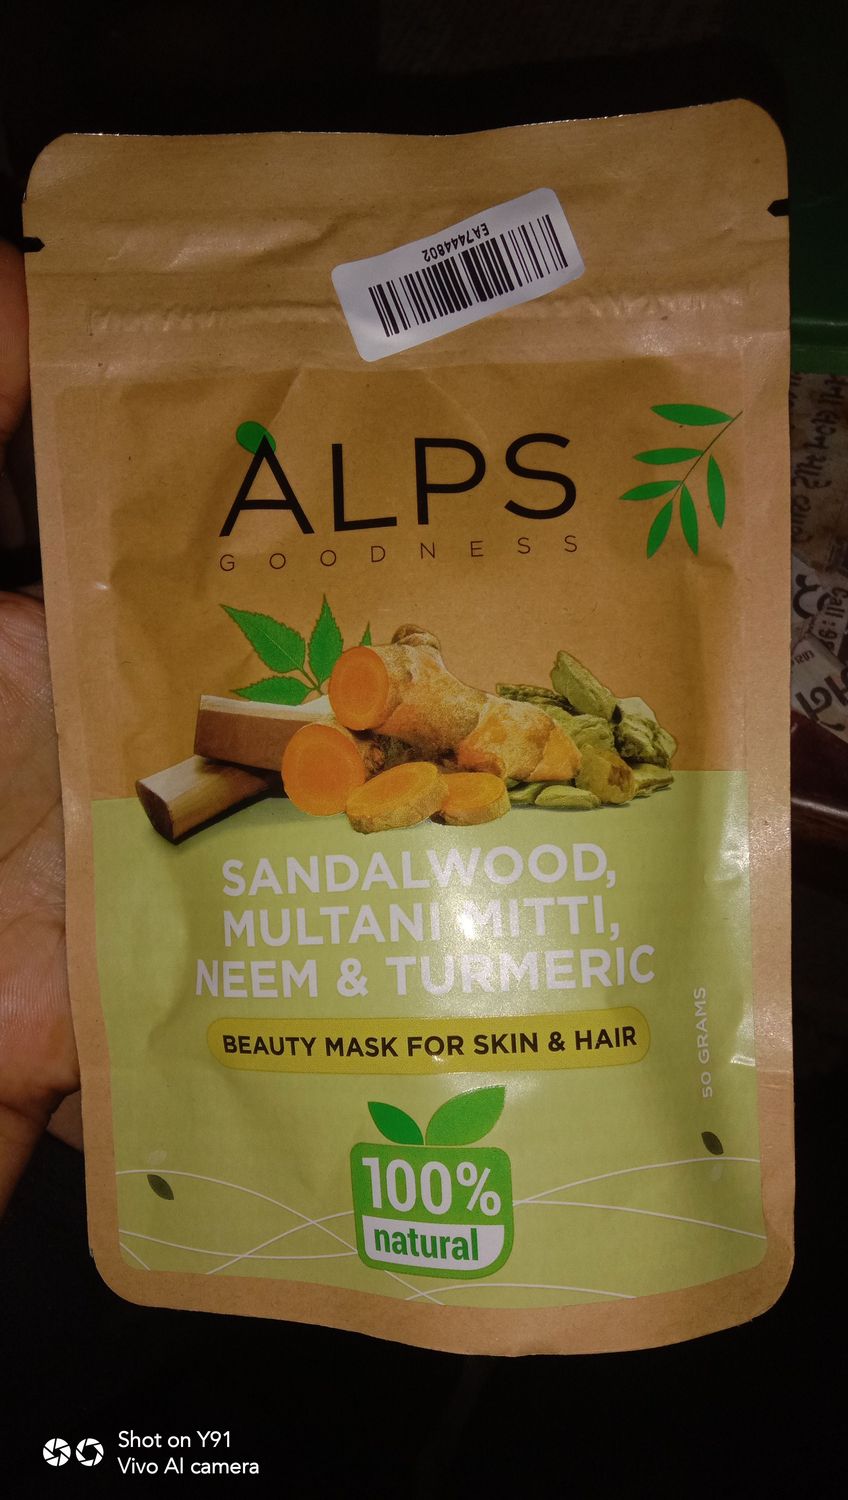 EA7444802
ALPS
GOODNESS
SANDALWOOD,
MULTANI MITTI,
NEEM & TURMERIC
BEAUTY MASK FOR SKIN & HAIR
50 GRAMS
100%
natural
Shot on Y91
Vivo AI camera